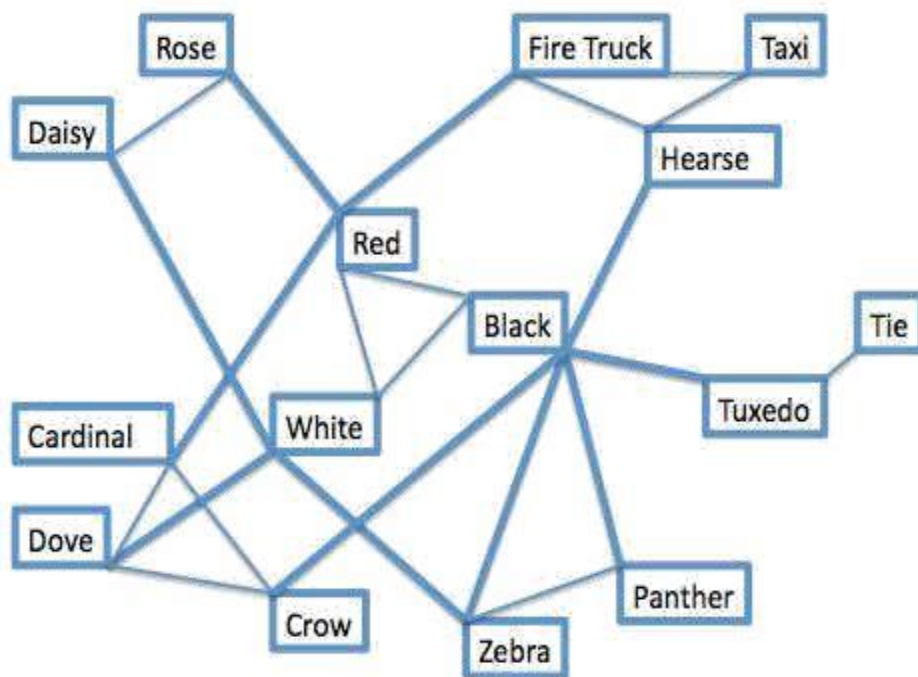 Rose
Fire Truck
Taxi
Daisy
Hearse
Red
Black
Tie
Tuxedo
White
Cardinal
Dove
Panther
Crow
Zebra